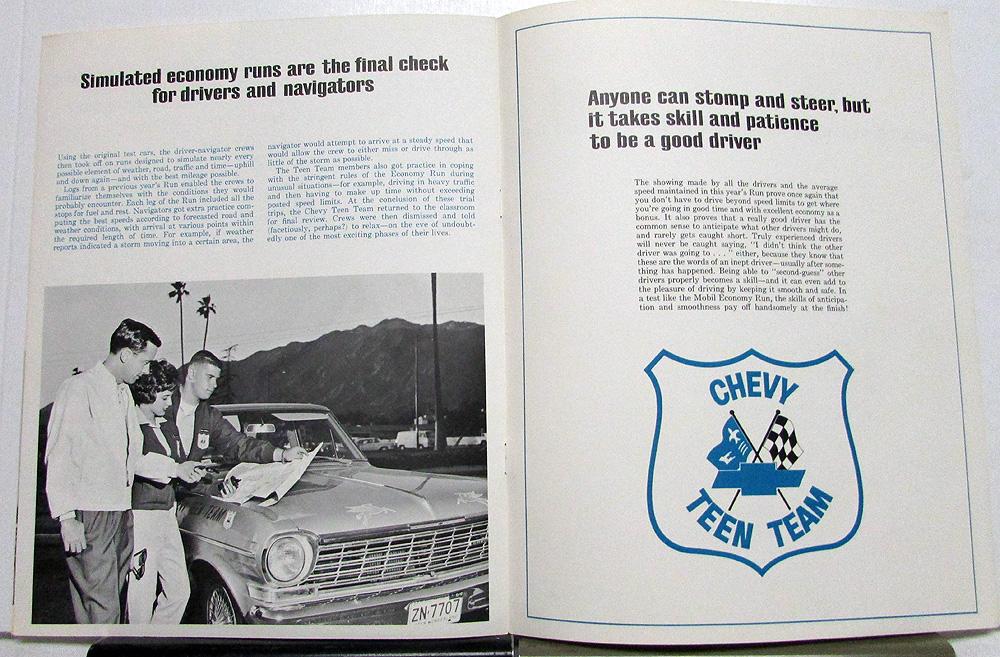 Simulated economy runs are the final check
for drivers and navigators
Using the original test cars, the driver-navigator crews
then took off on runs designed to simulate nearly every
possible element of weather, road, traffic and time—uphill
and down again—and with the best mileage possible.
Logs from a previous year's Run enabled the crews to
familiarize themselves with the conditions they would
probably encounter. Each leg of the Run included all the
stops for fuel and rest. Navigators got extra practice com-
puting the best speeds according to forecasted road and
weather conditions, with arrival at various points within
the required length of time. For example, if weather
reports indicated a storm moving into a certain area, the
navigator would attempt to arrive at a steady speed that
would allow the crew to either miss or drive through as
little of the storm as possible.
The Teen Team members also got practice in coping
with the stringent rules of the Economy Run during
unusual situations—for example, driving in heavy traffic
and then having to make up time without exceeding
posted speed limits. At the conclusion of these trial
trips, the Chevy Teen Team returned to the classroom
for final review. Crews were then dismissed and told
(facetiously, perhaps?) to relax—on the eve of undoubt-
edly one of the most exciting phases of their lives.
TEEN TEAM
ZN·7707
Anyone can stomp and steer, but
it takes skill and patience
to be a good driver
The showing made by all the drivers and the average
speed maintained in this year's Run prove once again that
you don't have to drive beyond speed limits to get where
you're going in good time and with excellent economy as a
bonus. It also proves that a really good driver has the
common sense to anticipate what other drivers might do,
and rarely gets caught short. Truly experienced drivers
will never be caught saying, "I didn't think the other
driver was going to . . . " either, because they know that
these are the words of an inept driver—usually after some-
thing has happened. Being able to "second-guess" other
drivers properly becomes a skill—and it can even add to
the pleasure of driving by keeping it smooth and safe. In
a test like the Mobil Economy Run, the skills of anticipa-
tion and smoothness pay off handsomely at the finish!
CHEVY
TEEN TEAM